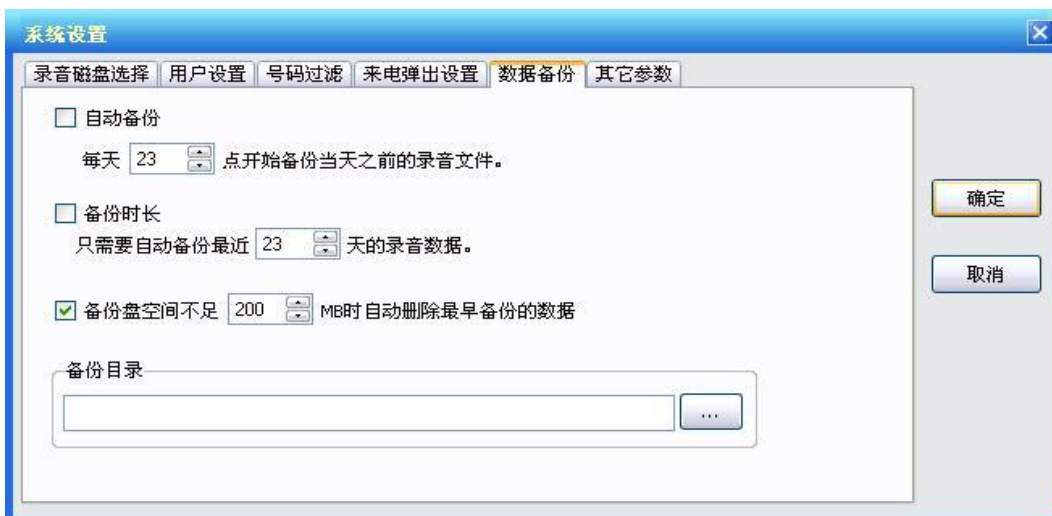 系统设置
录音磁盘选择 用户设置 号码过滤 来电弹出设置 数据备份 其它参数
自动备份
每天 23 点开始备份当天之前的录音文件。
备份时长
只需要自动备份最近 23 天的录音数据。
备份盘空间不足 200 MB时自动删除最早备份的数据
备份目录
...
确定
取消